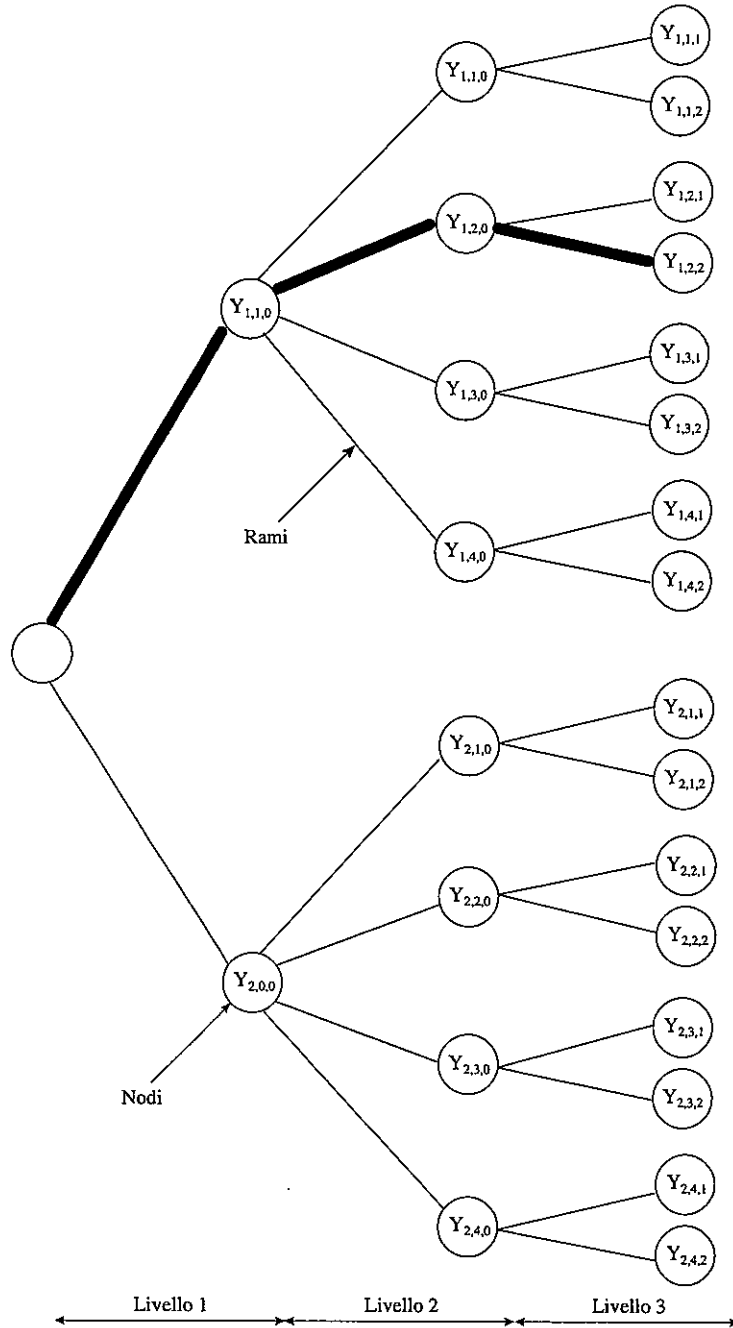 Y1,1,1
Y1,1,0
Y1,1,2
Y1,2,1
Y1,2,0
Y1,2,2
Y1,1,0
Y1,3,1
Y1,3,0
Y1,3,2
Y1,4,1
Rami
Y1,4,0
Y1,4,2
Y2,1,1
Y2,1,0
Y2,1,2
Y2,2,1
Y2,2,0
Y2,2,2
Y2,0,0
Y2,3,1
Y2,3,0
Nodi
Y2,3,2
Y2,4,1
Y2,4,0
Y2,4,2
Livello 1 Livello 2 Livello 3